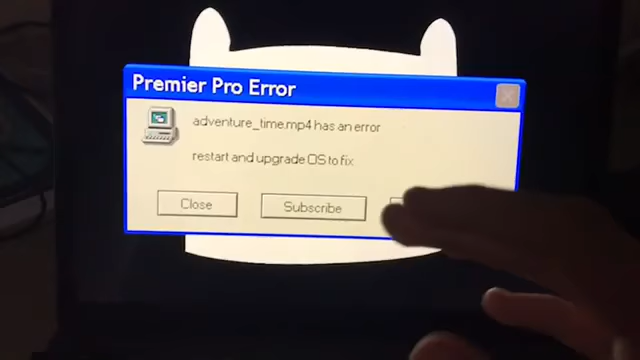 Premier Pro Error
adventure_time.mp4 has an error
restart and upgrade OS to fix
Close
Subscribe